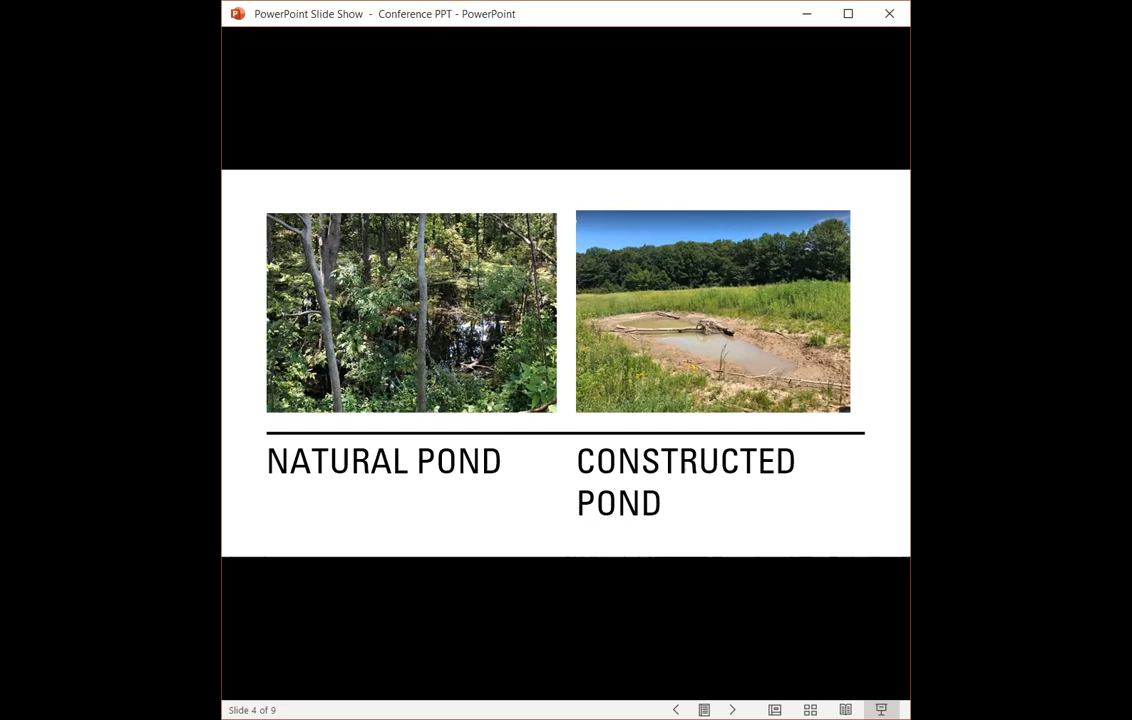 PowerPoint Slide Show - Conference PPT - PowerPoint
NATURAL POND
CONSTRUCTED
POND
Slide 4 of 9